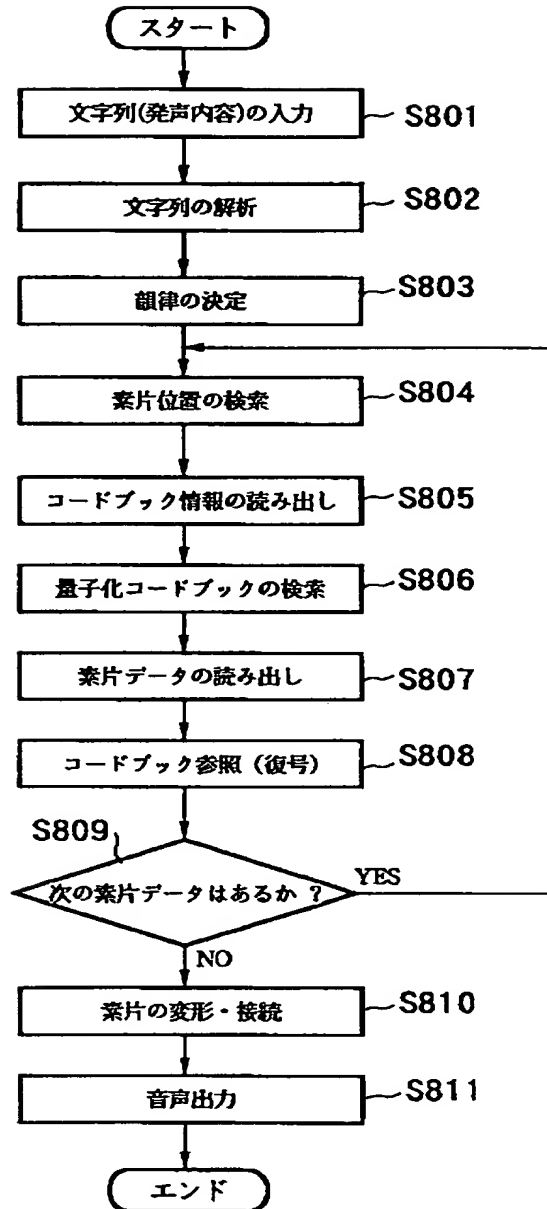 スタート
文字列(発声内容)の入力
S801
文字列の解析
S802
韻律の決定
S803
素片位置の検索
S804
コードブック情報の読み出し
S805
量子化コードブックの検索
S806
素片データの読み出し
S807
コードブック参照（復号）
S808
S809
次の素片データはあるか ？
YES
NO
素片の変形・接続
S810
音声出力
S811
エンド